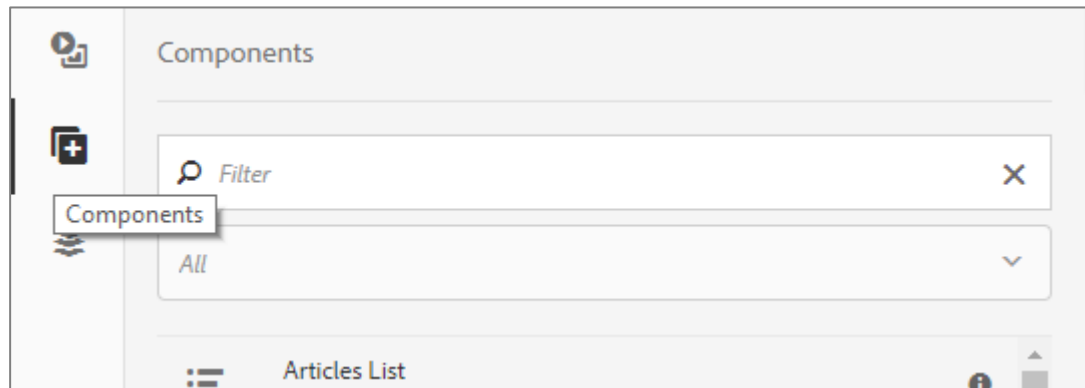 Components
Filter
Components
All
Articles List